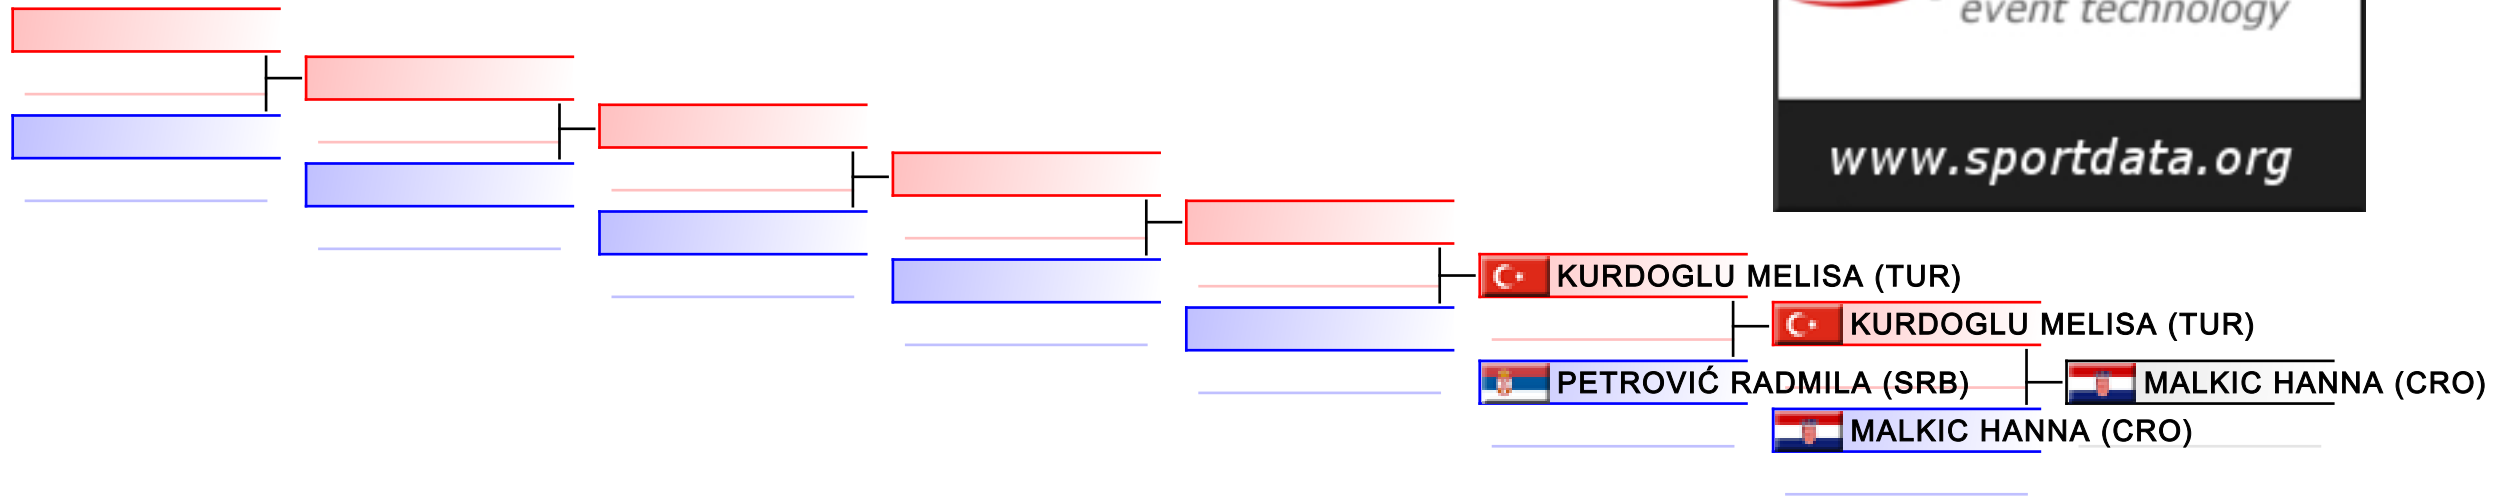 event technology
www.sportdata.org
KURDOGLU MELISA (TUR)
KURDOGLU MELISA (TUR)
PETROVIĆ RADMILA (SRB)
MALKIC HANNA (CRO)
MALKIC HANNA (CRO)